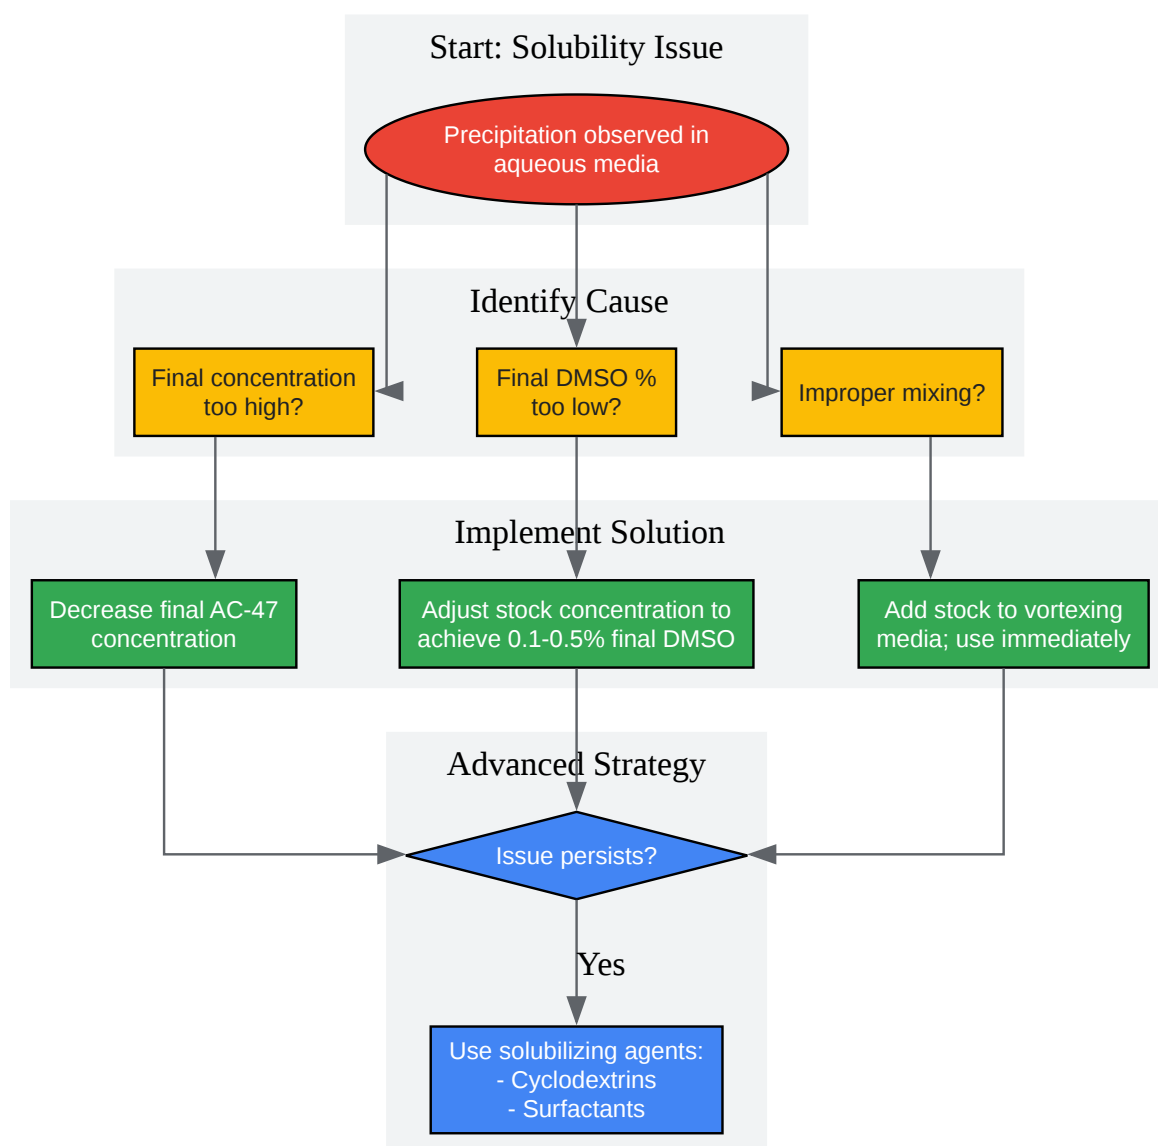 Start: Solubility Issue
Precipitation observed in
aqueous media
Identify Cause
Final concentration
too high?
Final DMSO %
too low?
Improper mixing?
Implement Solution
Decrease final AC-47
concentration
Adjust stock concentration to
achieve 0.1-0.5% final DMSO
Add stock to vortexing
media; use immediately
Advanced Strategy
Issue persists?
Yes
Use solubilizing agents:
- Cyclodextrins
- Surfactants